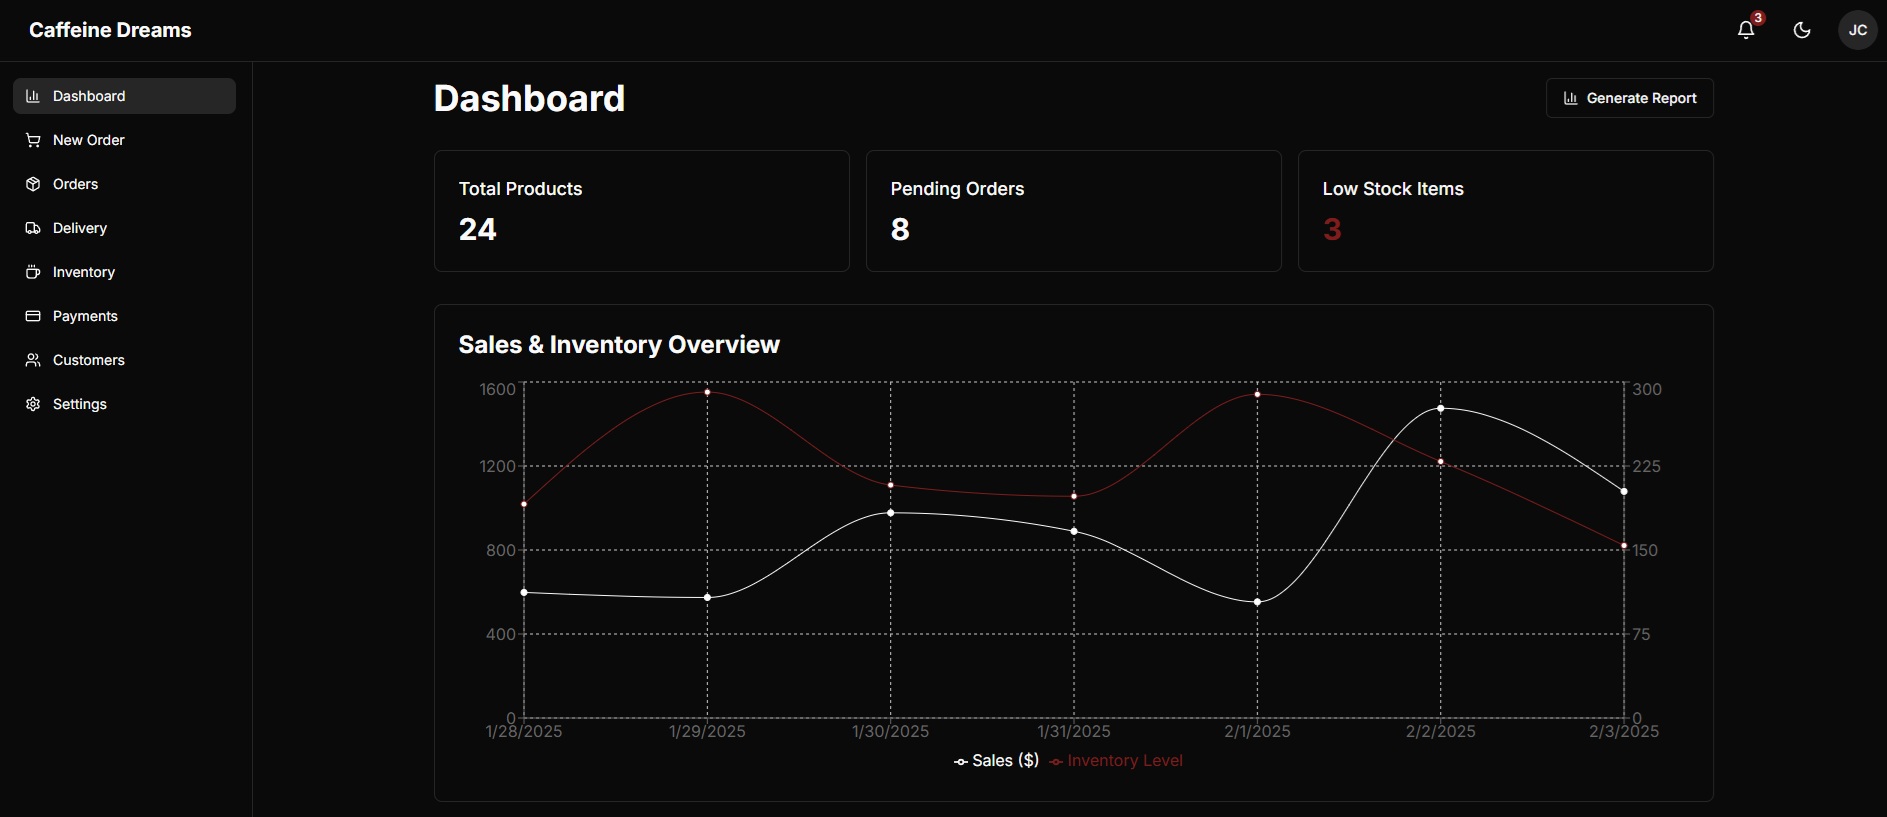 Caffeine Dreams
3
JC
Dashboard
New Order
Orders
Delivery
Inventory
Payments
Customers
Settings
Dashboard
Generate Report
Total Products
24
Pending Orders
8
Low Stock Items
3
Sales & Inventory Overview
1600
1200
800
400
0
300
225
150
75
0
1/28/2025
1/29/2025
1/30/2025
1/31/2025
2/1/2025
2/2/2025
2/3/2025
Sales ($)
Inventory Level